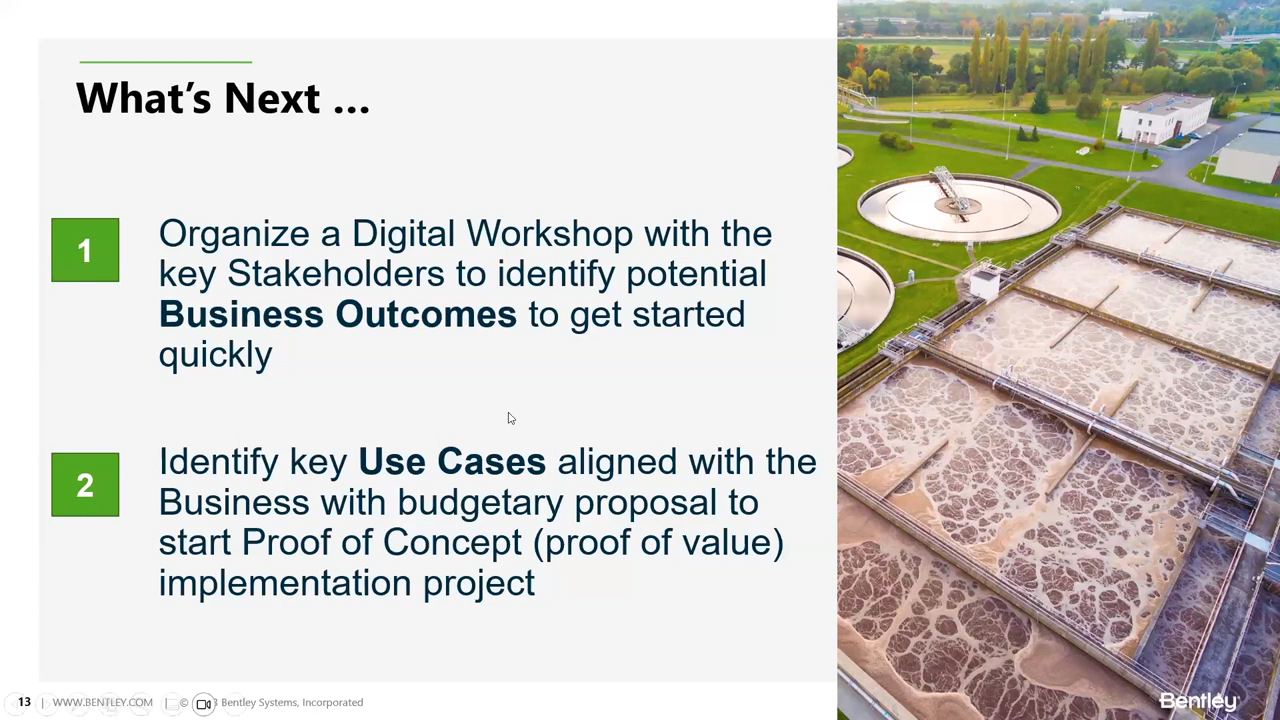 What's Next ...
1
Organize a Digital Workshop with the
key Stakeholders to identify potential
Business Outcomes to get started
quickly
2
Identify key Use Cases aligned with the
Business with budgetary proposal to
start Proof of Concept (proof of value)
implementation project
13 | WWW.BENTLEY.COM | © Bentley Systems, Incorporated
Bentley